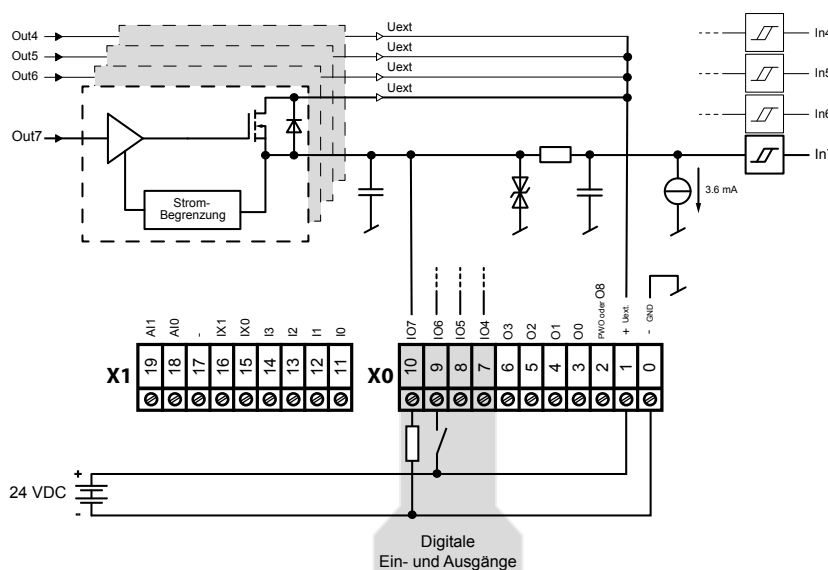 Out4
Uext
Out5
Uext
Out6
Uext
Uext
Out7
Strom-
Begrenzung
3.6 mA
In4
In5
In6
In7
X1
AI1
AI0
-
IX1
IX0
I3
I2
I1
I0
19
18
17
16
15
14
13
12
11
X0
IO7
IO6
IO5
IO4
O3
O2
O1
O0
PWO oder O8
+ Uext.
- GND
10
9
8
7
6
5
4
3
2
1
0
+
24 VDC
-
Digitale
Ein- und Ausgänge